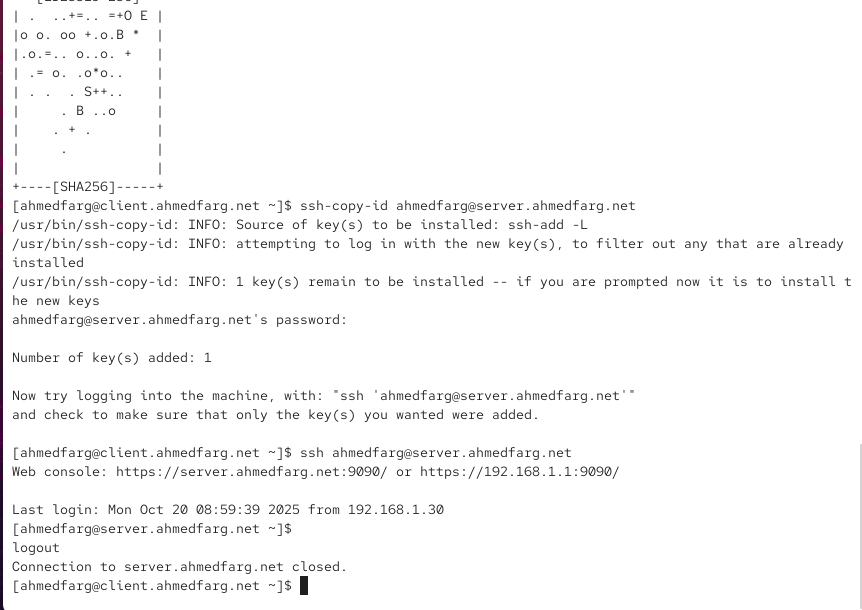 | .  ..+=.. =+O E |
|o o. oo +.o.B *  |
|.o.=.. o..o. +   |
| .= o. .o*o..    |
| . .  . S++..    |
|     . B ..o     |
|    . + .        |
|     .           |
|                 |
+----[SHA256]-----+
[ahmedfarg@client.ahmedfarg.net ~]$ ssh-copy-id ahmedfarg@server.ahmedfarg.net
/usr/bin/ssh-copy-id: INFO: Source of key(s) to be installed: ssh-add -L
/usr/bin/ssh-copy-id: INFO: attempting to log in with the new key(s), to filter out any that are already
installed
/usr/bin/ssh-copy-id: INFO: 1 key(s) remain to be installed -- if you are prompted now it is to install t
he new keys
ahmedfarg@server.ahmedfarg.net's password:
Number of key(s) added: 1
Now try logging into the machine, with: "ssh 'ahmedfarg@server.ahmedfarg.net'"
and check to make sure that only the key(s) you wanted were added.
[ahmedfarg@client.ahmedfarg.net ~]$ ssh ahmedfarg@server.ahmedfarg.net
Web console: https://server.ahmedfarg.net:9090/ or https://192.168.1.1:9090/
Last login: Mon Oct 20 08:59:39 2025 from 192.168.1.30
[ahmedfarg@server.ahmedfarg.net ~]$
logout
Connection to server.ahmedfarg.net closed.
[ahmedfarg@client.ahmedfarg.net ~]$